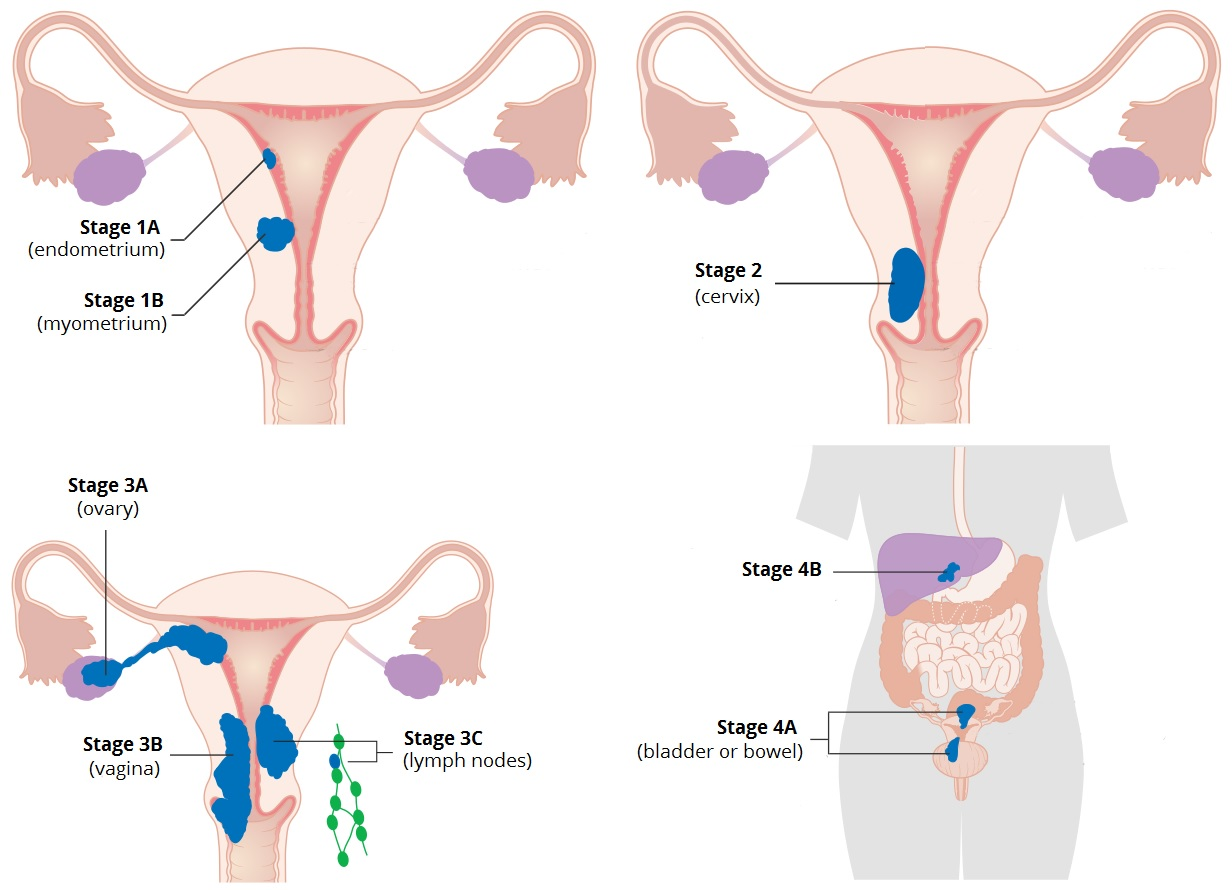 Stage 1A
(endometrium)
Stage 1B
(myometrium)
Stage 2
(cervix)
Stage 3A
(ovary)
Stage 3B
(vagina)
Stage 3C
(lymph nodes)
Stage 4B
Stage 4A
(bladder or bowel)